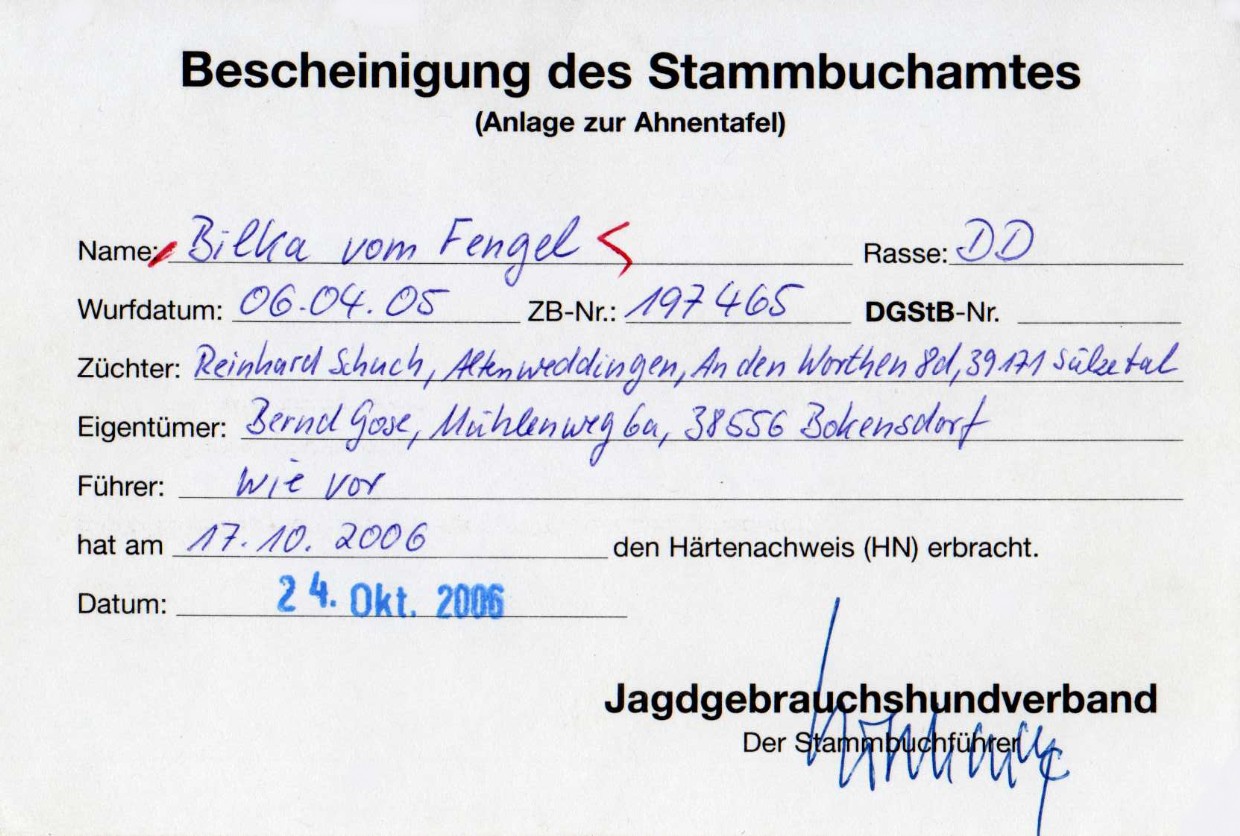 Bescheinigung des Stammbuchamtes
(Anlage zur Ahnentafel)
Name: Bilka vom Fengel Rasse: DD
Wurfdatum: 06.04.05 ZB-Nr.: 197465 DGStB-Nr.
Züchter: Reinhard Schuch, Altenweddingen, An den Worthen 8d, 39171 Sülzetal
Eigentümer: Bernd Gose, Mühlenweg 6a, 38556 Bokensdorf
Führer: wie vor
hat am 17.10.2006 den Härtenachweis (HN) erbracht.
Datum: 24. Okt. 2006
Jagdgebrauchshundverband
Der Stammbuchführer